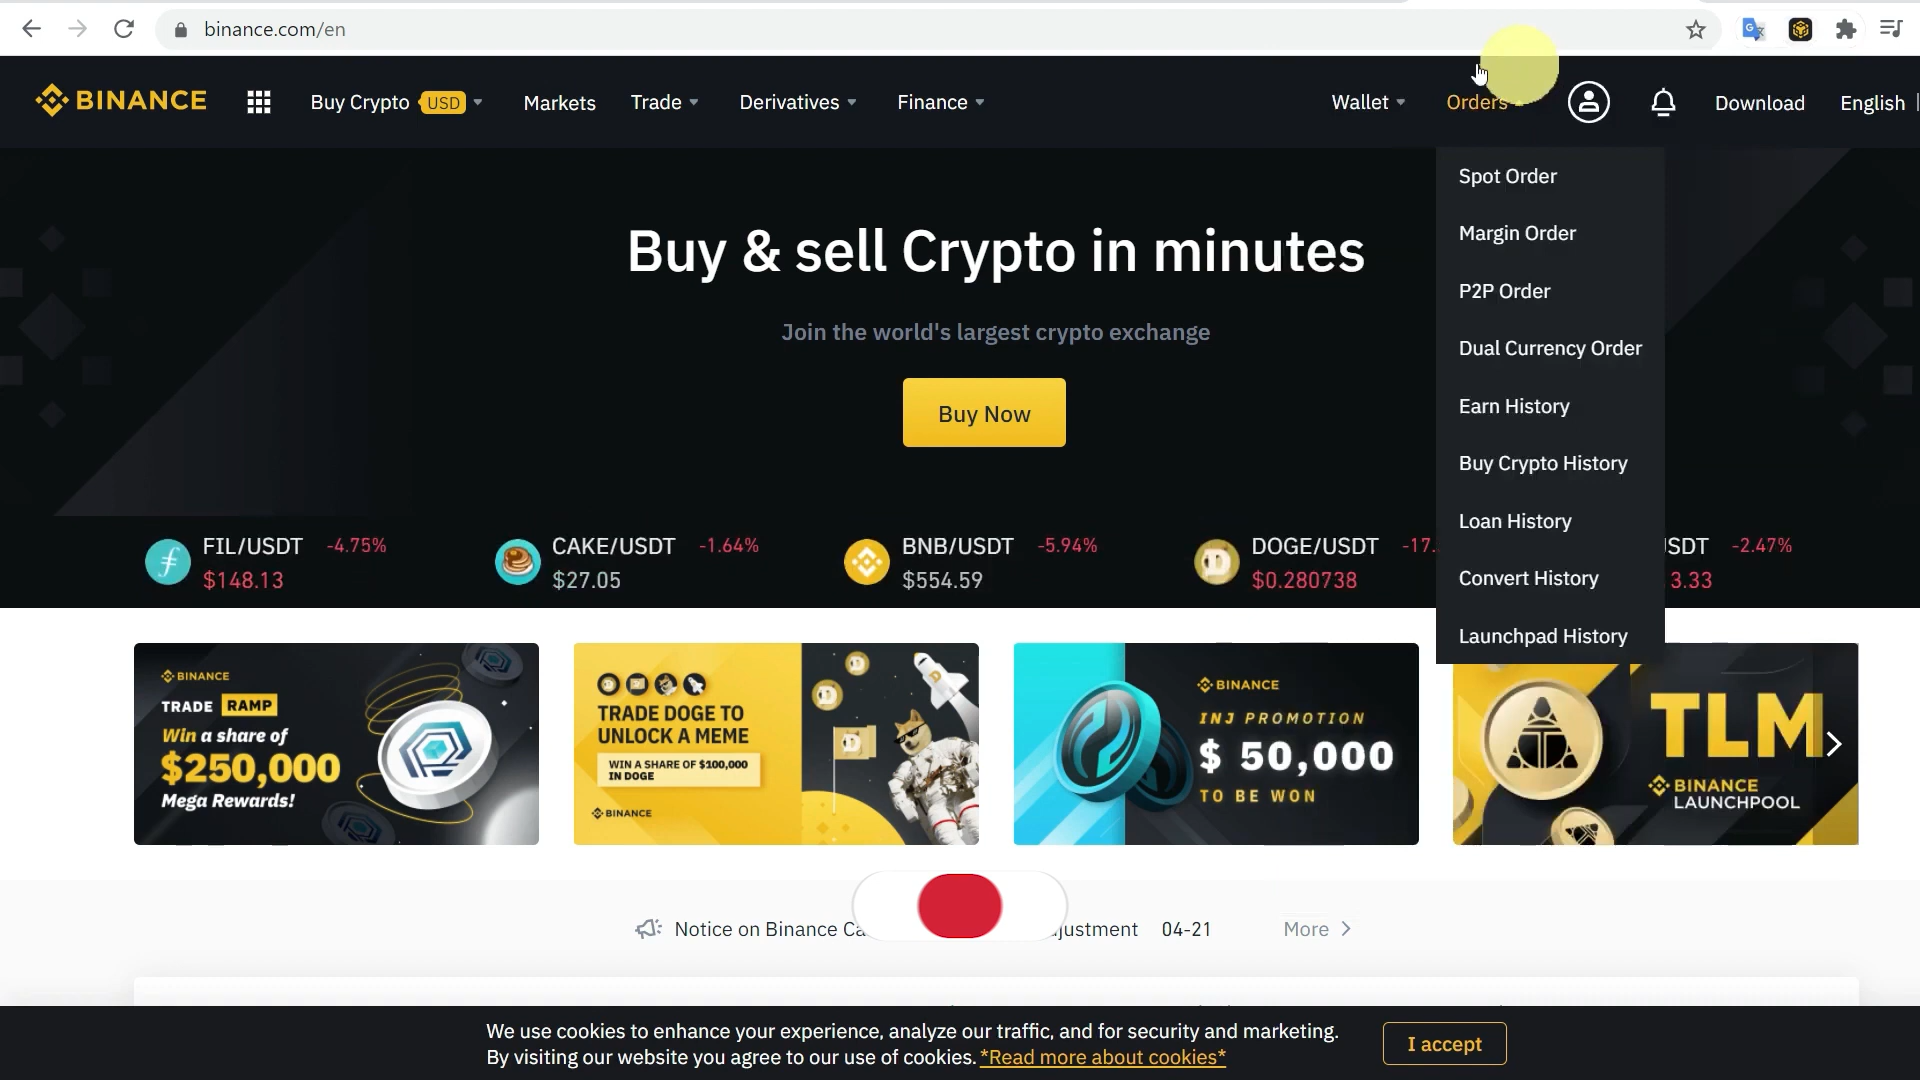 binance.com/en
BINANCE
Buy Crypto USD
Markets
Trade
Derivatives
Finance
Wallet
Orders
Download
English
Spot Order
Margin Order
P2P Order
Dual Currency Order
Earn History
Buy Crypto History
Loan History
Convert History
Launchpad History
Buy & sell Crypto in minutes
Join the world's largest crypto exchange
Buy Now
FIL/USDT -4.75%
$148.13
CAKE/USDT -1.64%
$27.05
BNB/USDT -5.94%
$554.59
DOGE/USDT -17.
$0.280738
-2.47%
3.33
BINANCE
TRADE RAMP
Win a share of
$250,000
Mega Rewards!
TRADE DOGE TO
UNLOCK A MEME
WIN A SHARE OF $100,000
IN DOGE
BINANCE
BINANCE
INJ PROMOTION
$ 50,000
TO BE WON
TLM
BINANCE
LAUNCHPOOL
Notice on Binance 04-21
More
We use cookies to enhance your experience, analyze our traffic, and for security and marketing.
By visiting our website you agree to our use of cookies. *Read more about cookies*
I accept